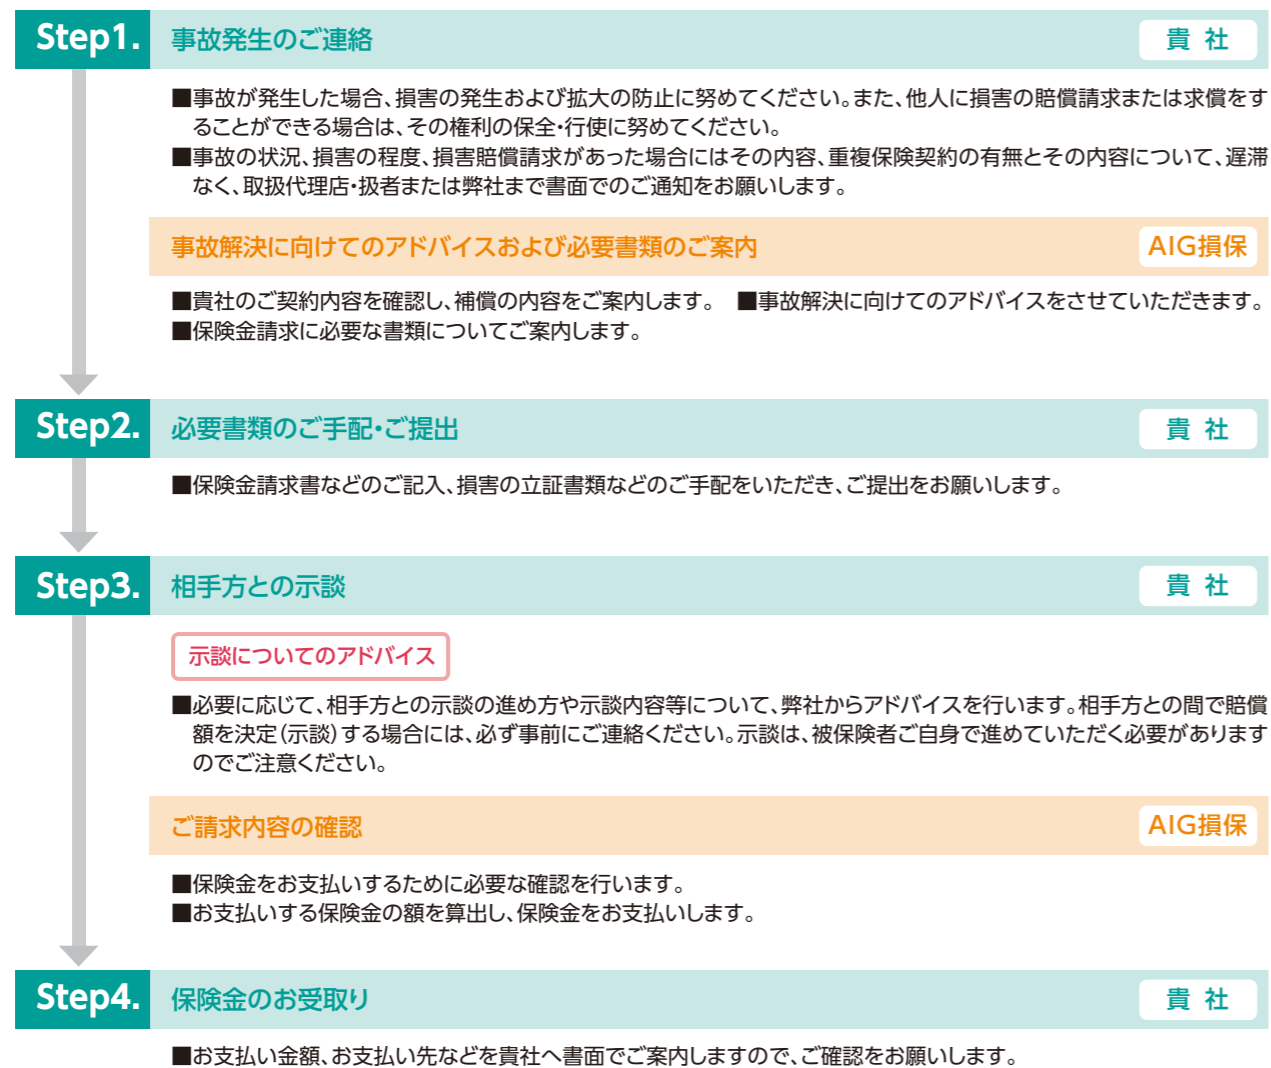 Step1. 事故発生のご連絡 貴 社
■事故が発生した場合、損害の発生および拡大の防止に努めてください。また、他人に損害の賠償請求または求償をす
ることができる場合は、その権利の保全・行使に努めてください。
■事故の状況、損害の程度、損害賠償請求があった場合にはその内容、重複保険契約の有無とその内容について、遅滞
なく、取扱代理店・扱者または弊社まで書面でのご通知をお願いします。
事故解決に向けてのアドバイスおよび必要書類のご案内 AIG損保
■貴社のご契約内容を確認し、補償の内容をご案内します。 ■事故解決に向けてのアドバイスをさせていただきます。
■保険金請求に必要な書類についてご案内します。
Step2. 必要書類のご手配・ご提出 貴 社
■保険金請求書などのご記入、損害の立証書類などのご手配をいただき、ご提出をお願いします。
Step3. 相手方との示談 貴 社
示談についてのアドバイス
■必要に応じて、相手方との示談の進め方や示談内容等について、弊社からアドバイスを行います。相手方との間で賠償
額を決定(示談)する場合には、必ず事前にご連絡ください。示談は、被保険者ご自身で進めていただく必要があります
のでご注意ください。
ご請求内容の確認 AIG損保
■保険金をお支払いするために必要な確認を行います。
■お支払いする保険金の額を算出し、保険金をお支払いします。
Step4. 保険金のお受取り 貴 社
■お支払い金額、お支払い先などを貴社へ書面でご案内しますので、ご確認をお願いします。